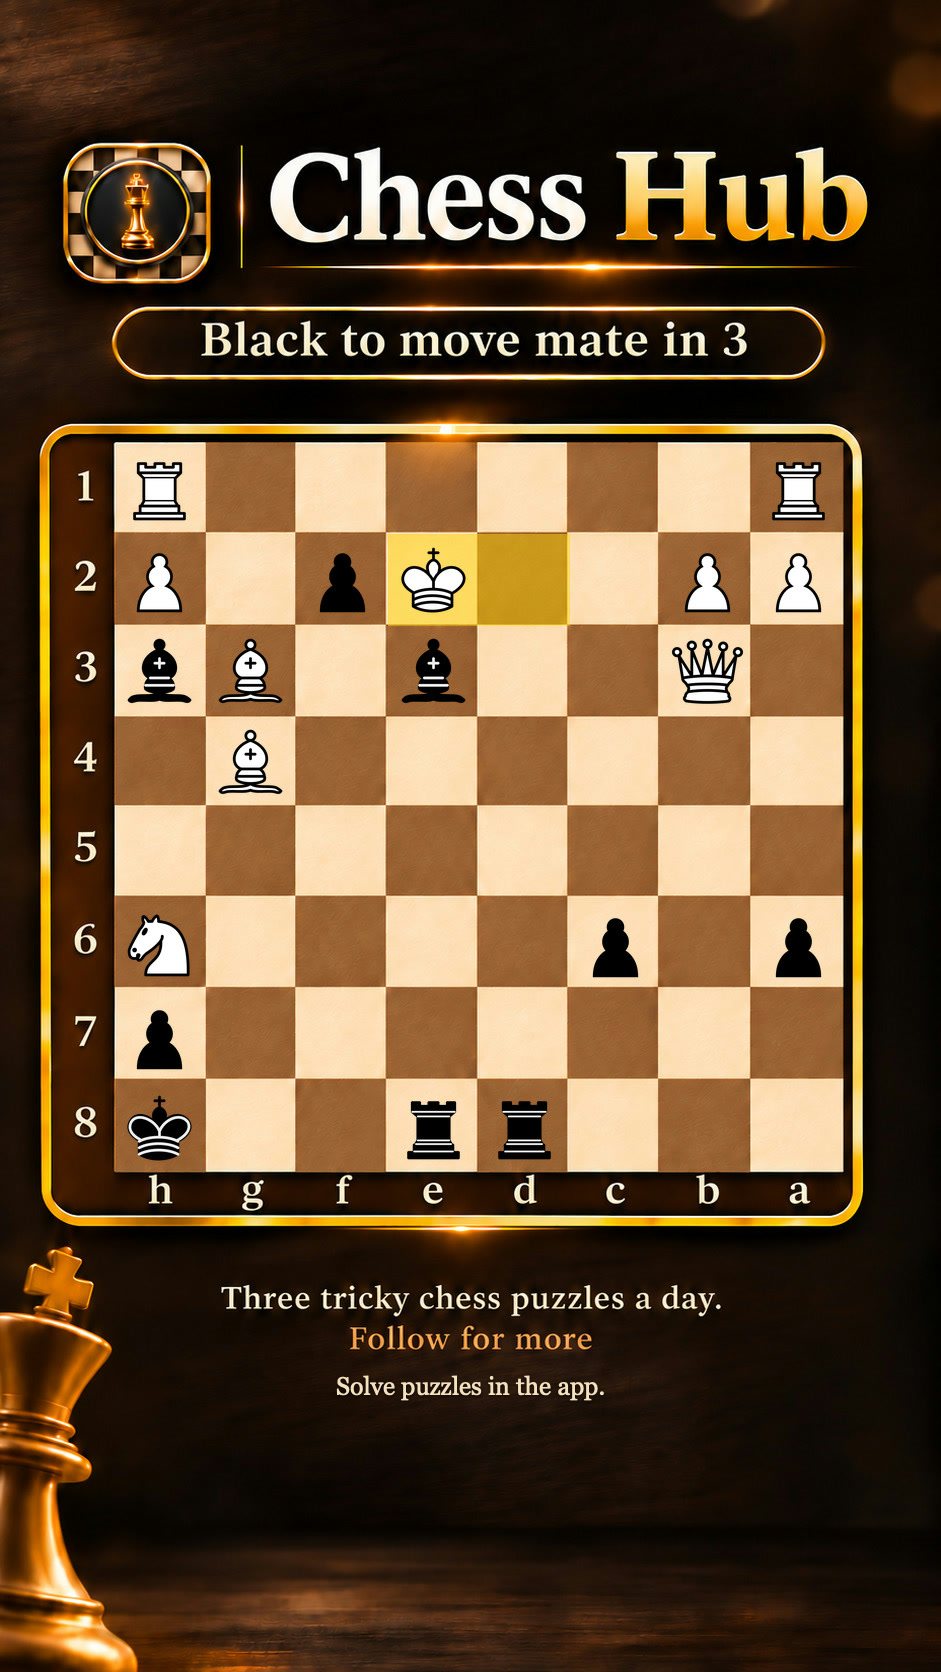 Chess Hub
Black to move mate in 3
1
2
3
4
5
6
7
8
h g f e d c b a
Three tricky chess puzzles a day.
Follow for more
Solve puzzles in the app.